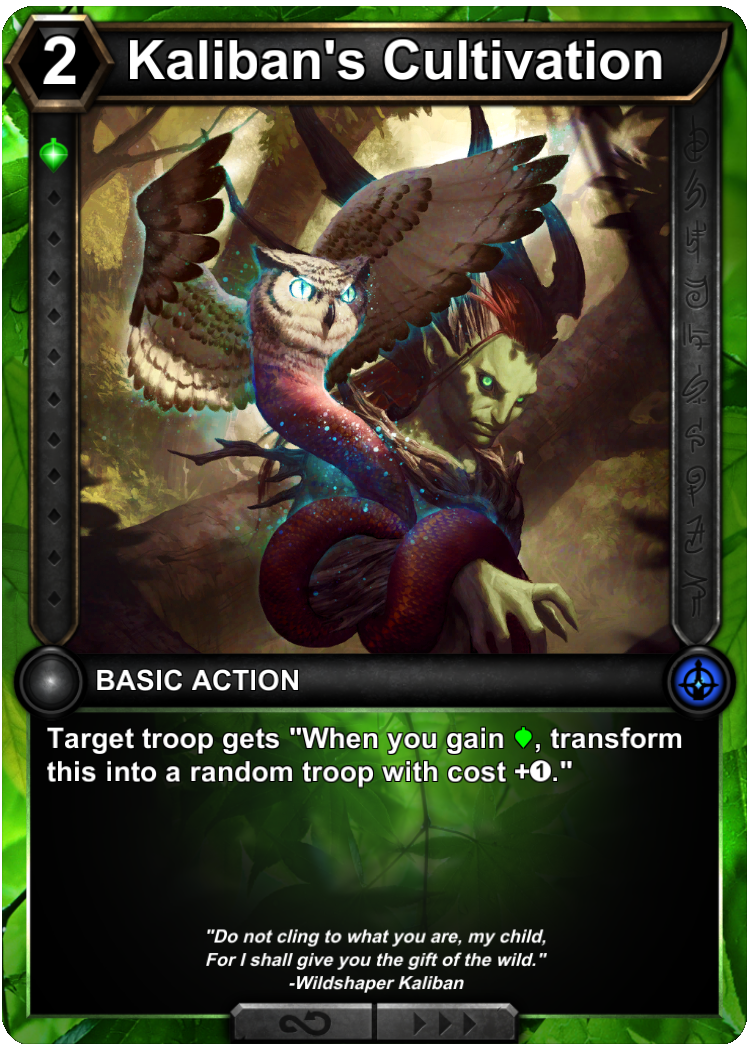 2
Kaliban's Cultivation
BASIC ACTION
Target troop gets "When you gain , transform
this into a random troop with cost +1."
"Do not cling to what you are, my child,
For I shall give you the gift of the wild."
-Wildshaper Kaliban